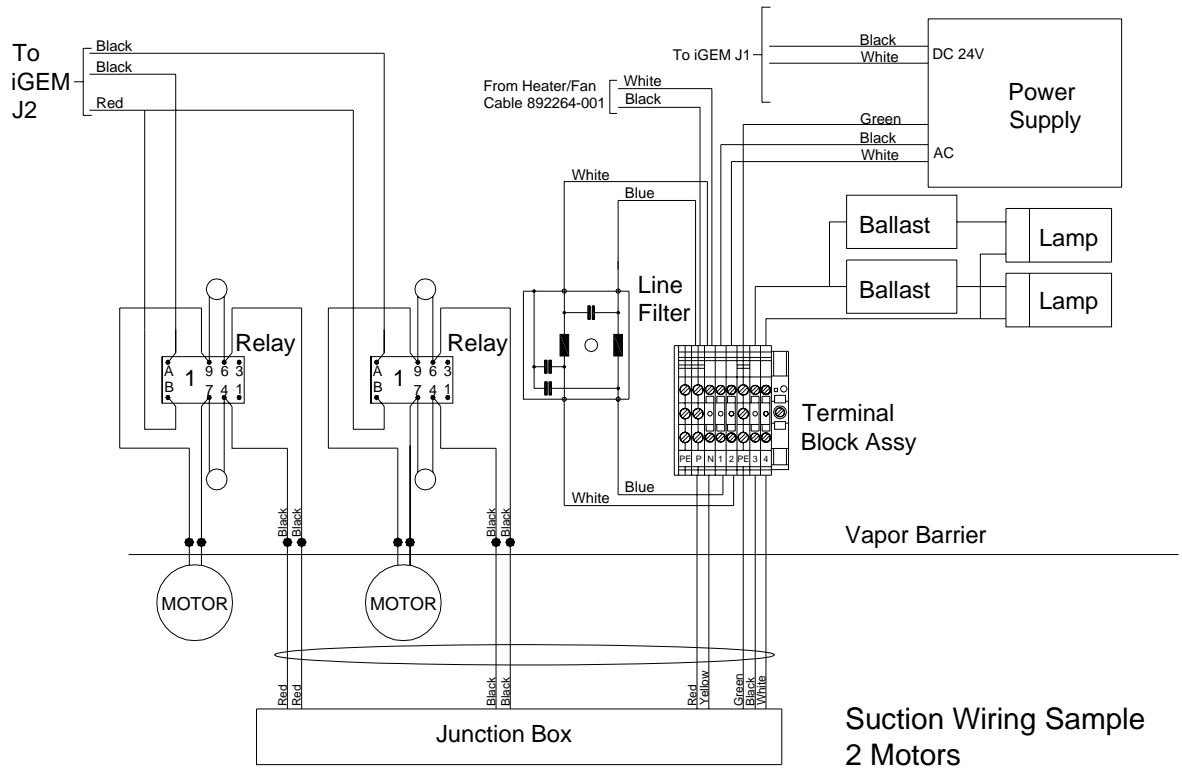 To
iGEM
J2
Black
Black
Red
To iGEM J1
Black
White
DC 24V
Power
Supply
From Heater/Fan
Cable 892264-001
White
Black
Green
Black
White
AC
White
Blue
Ballast
Lamp
Ballast
Lamp
Line
Filter
Relay
A 9 6 3
1
B 7 4 1
Relay
A 9 6 3
1
B 7 4 1
Terminal
Block Assy
PE P N 1 2 PE 3 4
Blue
White
Black
Black
Black
Black
Vapor Barrier
MOTOR
MOTOR
Red
Red
Black
Black
Red
Yellow
Green
Black
White
Junction Box
Suction Wiring Sample
2 Motors